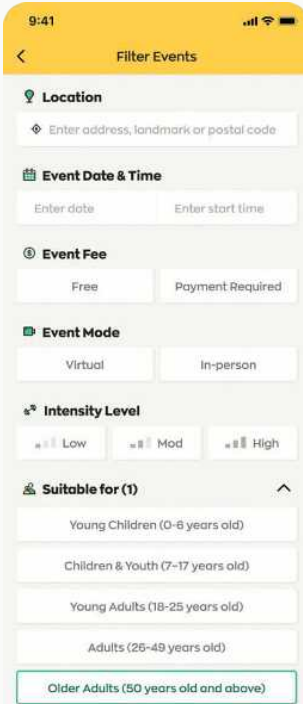 9:41
Filter Events
Location
Enter address, landmark or postal code
Event Date & Time
Enter date Enter start time
Event Fee
Free Payment Required
Event Mode
Virtual In-person
Intensity Level
Low Mod High
Suitable for (1)
Young Children (0-6 years old)
Children & Youth (7-17 years old)
Young Adults (18-25 years old)
Adults (26-49 years old)
Older Adults (50 years old and above)